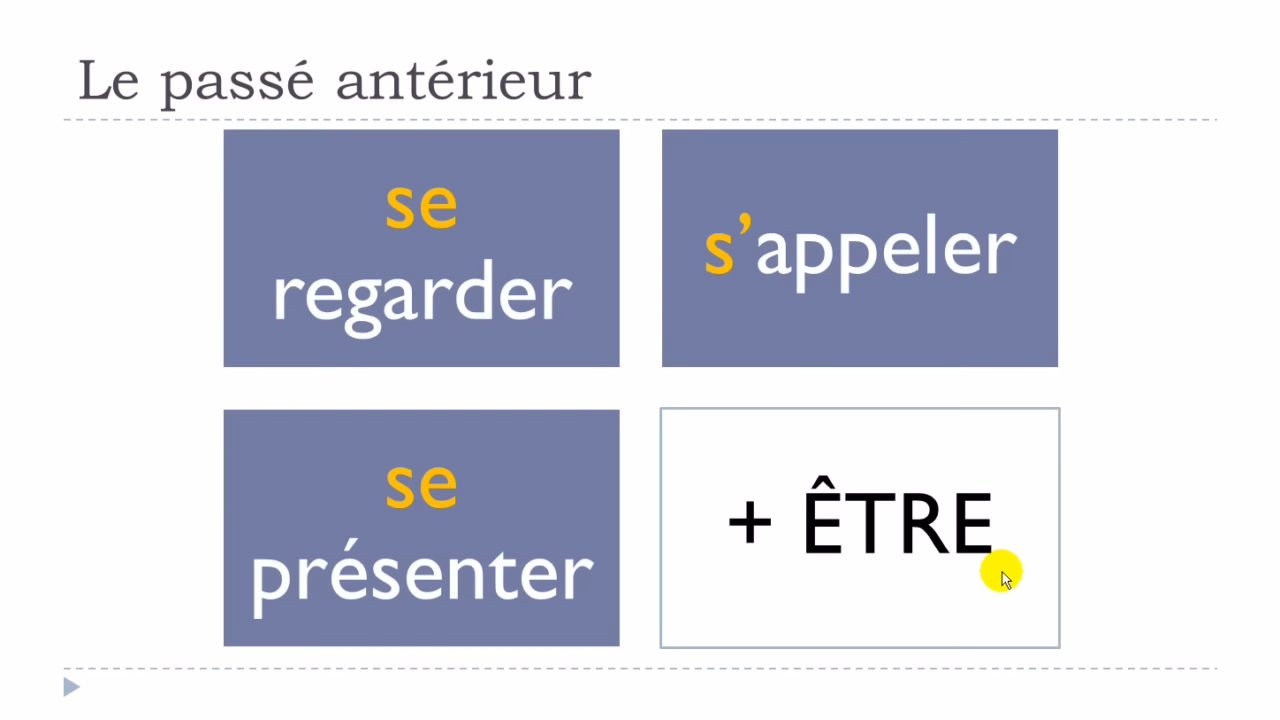 Le passé antérieur
se
regarder
s’appeler
se
présenter
+ ÊTRE